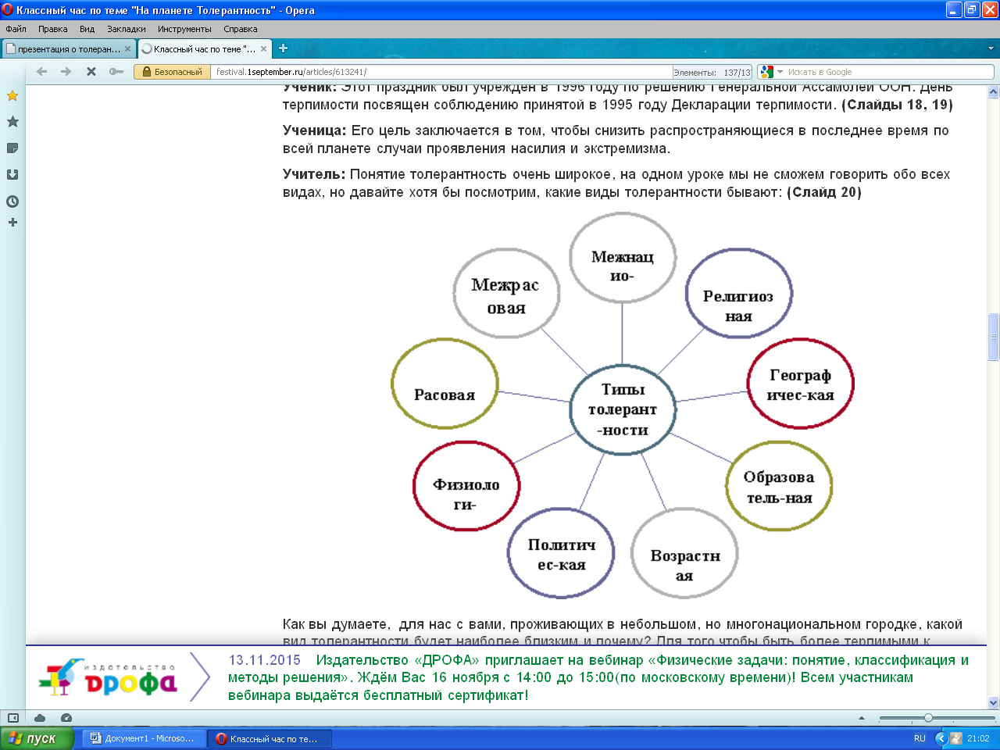 Классный час по теме "На планете Толерантность" - Opera
Файл Правка Вид Закладки Инструменты Справка
презентация о толеран... Классный час по теме "...
Безопасный festival.1september.ru/articles/613241/ Элементы: 137/137 Искать в Google
Ученик: Этот праздник был учрежден в 1996 году по решению Генеральной Ассамблеи ООН. День
терпимости посвящен соблюдению принятой в 1995 году Декларации терпимости. (Слайды 18, 19)
Ученица: Его цель заключается в том, чтобы снизить распространяющиеся в последнее время по
всей планете случаи проявления насилия и экстремизма.
Учитель: Понятие толерантность очень широкое, на одном уроке мы не сможем говорить обо всех
видах, но давайте хотя бы посмотрим, какие виды толерантности бывают: (Слайд 20)
Межнац
ио-
Межрас
овая
Религиоз
ная
Расовая
Типы
толерант
-ности
Географ
ичес-кая
Физиоло
ги-
Образова
тель-ная
Политич
ес-кая
Возрастн
ая
Как вы думаете, для нас с вами, проживающих в небольшом, но многонациональном городке, какой
вид толерантности будет наиболее близким и почему? Для того чтобы быть более терпимыми к
издательство
ДРОФА
13.11.2015 Издательство «ДРОФА» приглашает на вебинар «Физические задачи: понятие, классификация и
методы решения». Ждём Вас 16 ноября с 14:00 до 15:00(по московскому времени)! Всем участникам
вебинара выдаётся бесплатный сертификат!
пуск Документ1 - Microso... Классный час по те... RU 21:02